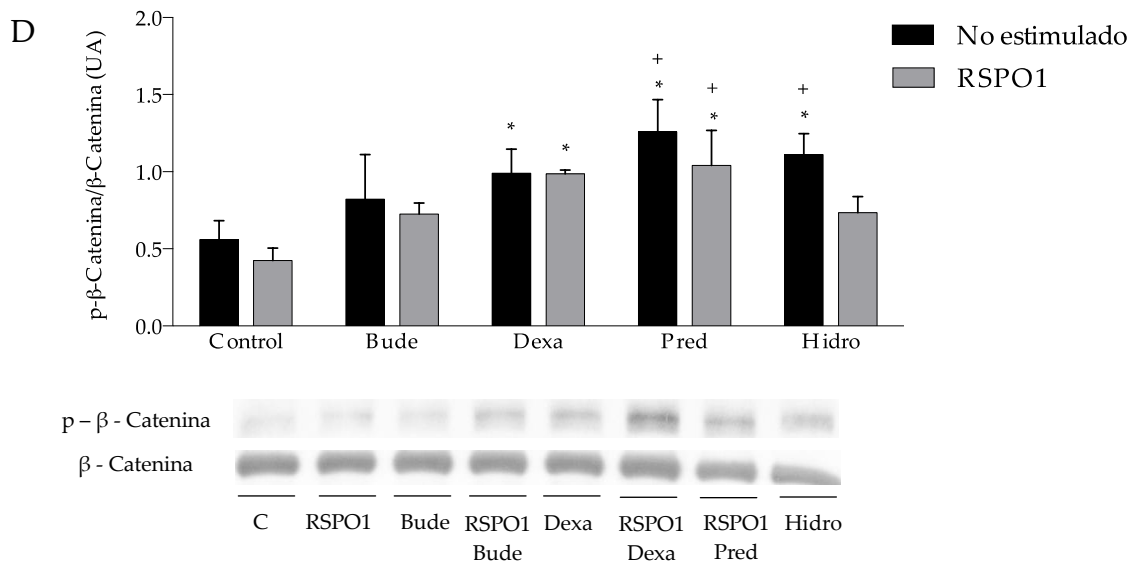 D
No estimulado
RSPO1
p-β-Catenina/β-Catenina (UA)
2.0
1.5
1.0
0.5
0.0
+
*
+
*
+
*
*
*
Control Bude Dexa Pred Hidro
p – β - Catenina
β - Catenina
C RSPO1 Bude RSPO1 Dexa RSPO1 RSPO1 Hidro
Bude Dexa Pred